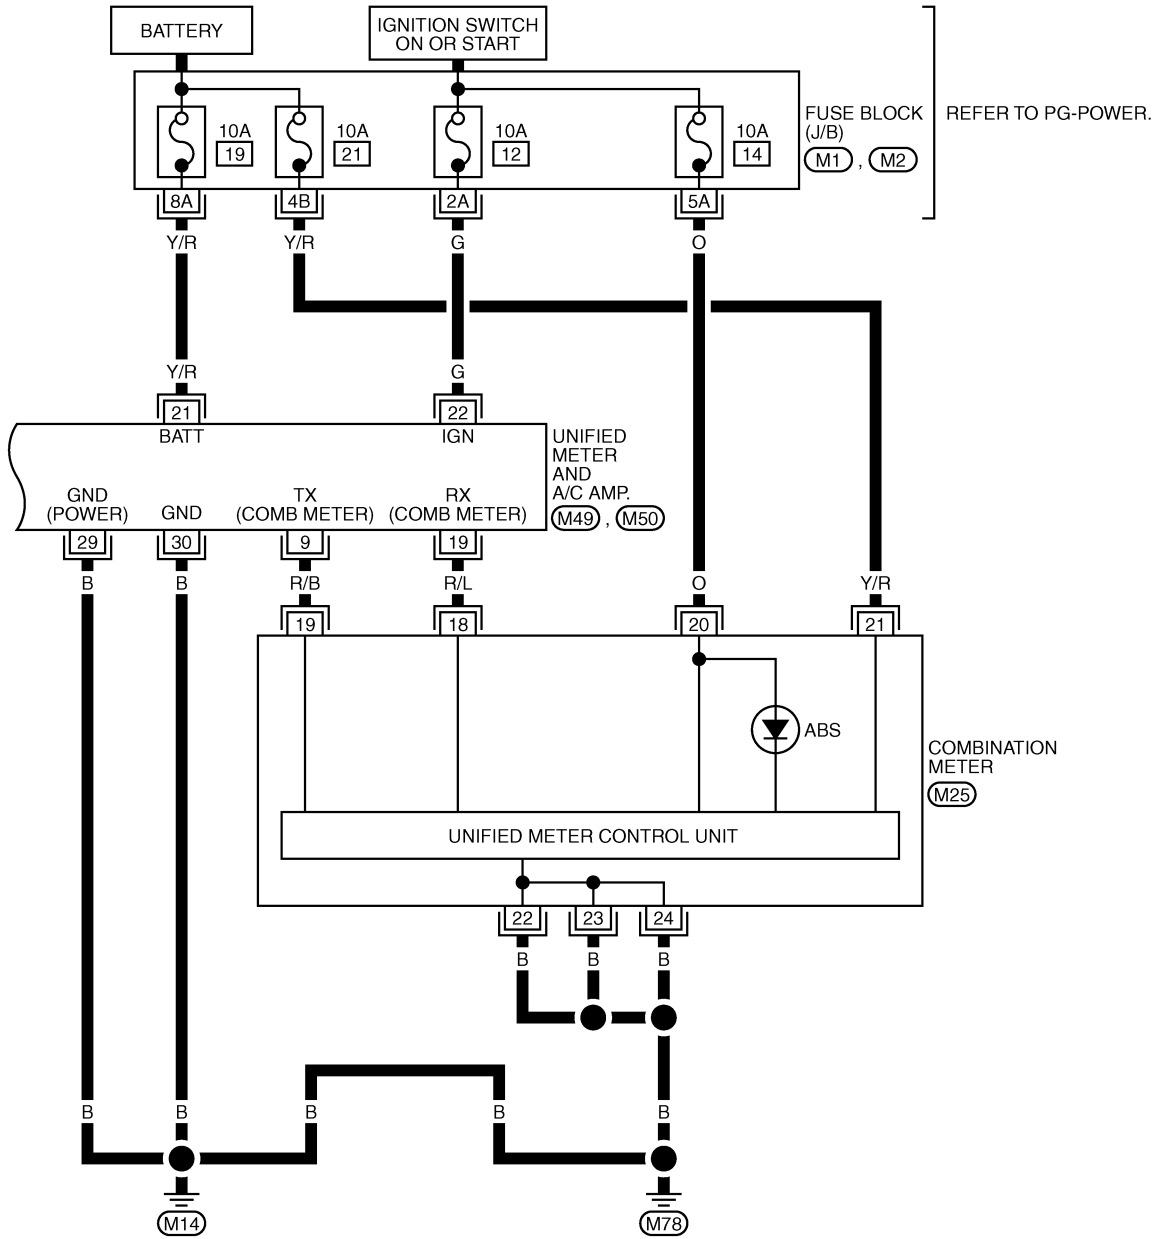 BATTERY
IGNITION SWITCH
ON OR START
10A
19
10A
21
10A
12
10A
14
FUSE BLOCK
(J/B)
M1 , M2
REFER TO PG-POWER.
8A
4B
2A
5A
Y/R
Y/R
G
O
Y/R
G
21
22
BATT
IGN
UNIFIED
METER
AND
A/C AMP.
M49 , M50
GND
(POWER)
GND
TX
(COMB METER)
RX
(COMB METER)
29
30
9
19
B
B
R/B
R/L
O
Y/R
19
18
20
21
ABS
COMBINATION
METER
M25
UNIFIED METER CONTROL UNIT
22
23
24
B
B
B
B
B
B
B
B
M14
M78